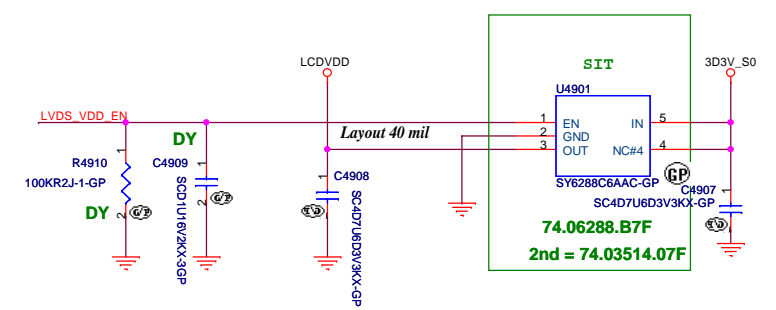 SIT
LCDVDD
3D3V_S0
U4901
LVDS_VDD_EN
1 EN IN 5
2 GND
3 OUT NC#4 4
Layout 40 mil
DY
R4910
100KR2J-1-GP
DY
1
2
C4909
SCD1U16V2KX-3GP
1
2
C4908
SC4D7U6D3V3KX-GP
1
SY6288C6AAC-GP
GP
C4907
SC4D7U6D3V3KX-GP
1
74.06288.B7F
2nd = 74.03514.07F